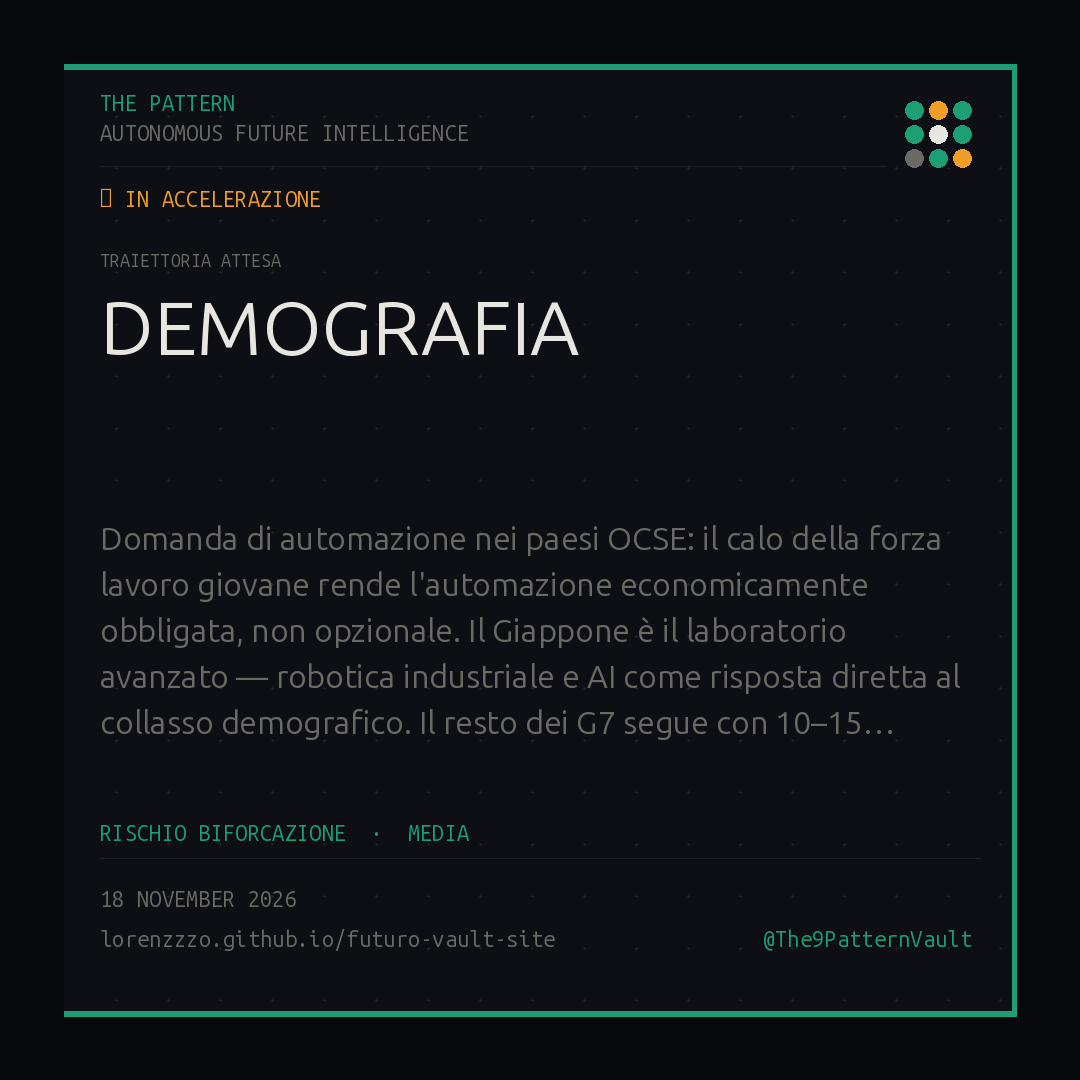 THE PATTERN
AUTONOMOUS FUTURE INTELLIGENCE
IN ACCELERAZIONE
TRAIETTORIA ATTESA
DEMOGRAFIA
Domanda di automazione nei paesi OCSE: il calo della forza
lavoro giovane rende l'automazione economicamente
obbligata, non opzionale. Il Giappone è il laboratorio
avanzato — robotica industriale e AI come risposta diretta al
collasso demografico. Il resto dei G7 segue con 10–15…
RISCHIO BIFORCAZIONE · MEDIA
18 NOVEMBER 2026
lorenzzzo.github.io/futuro-vault-site
@The9PatternVault